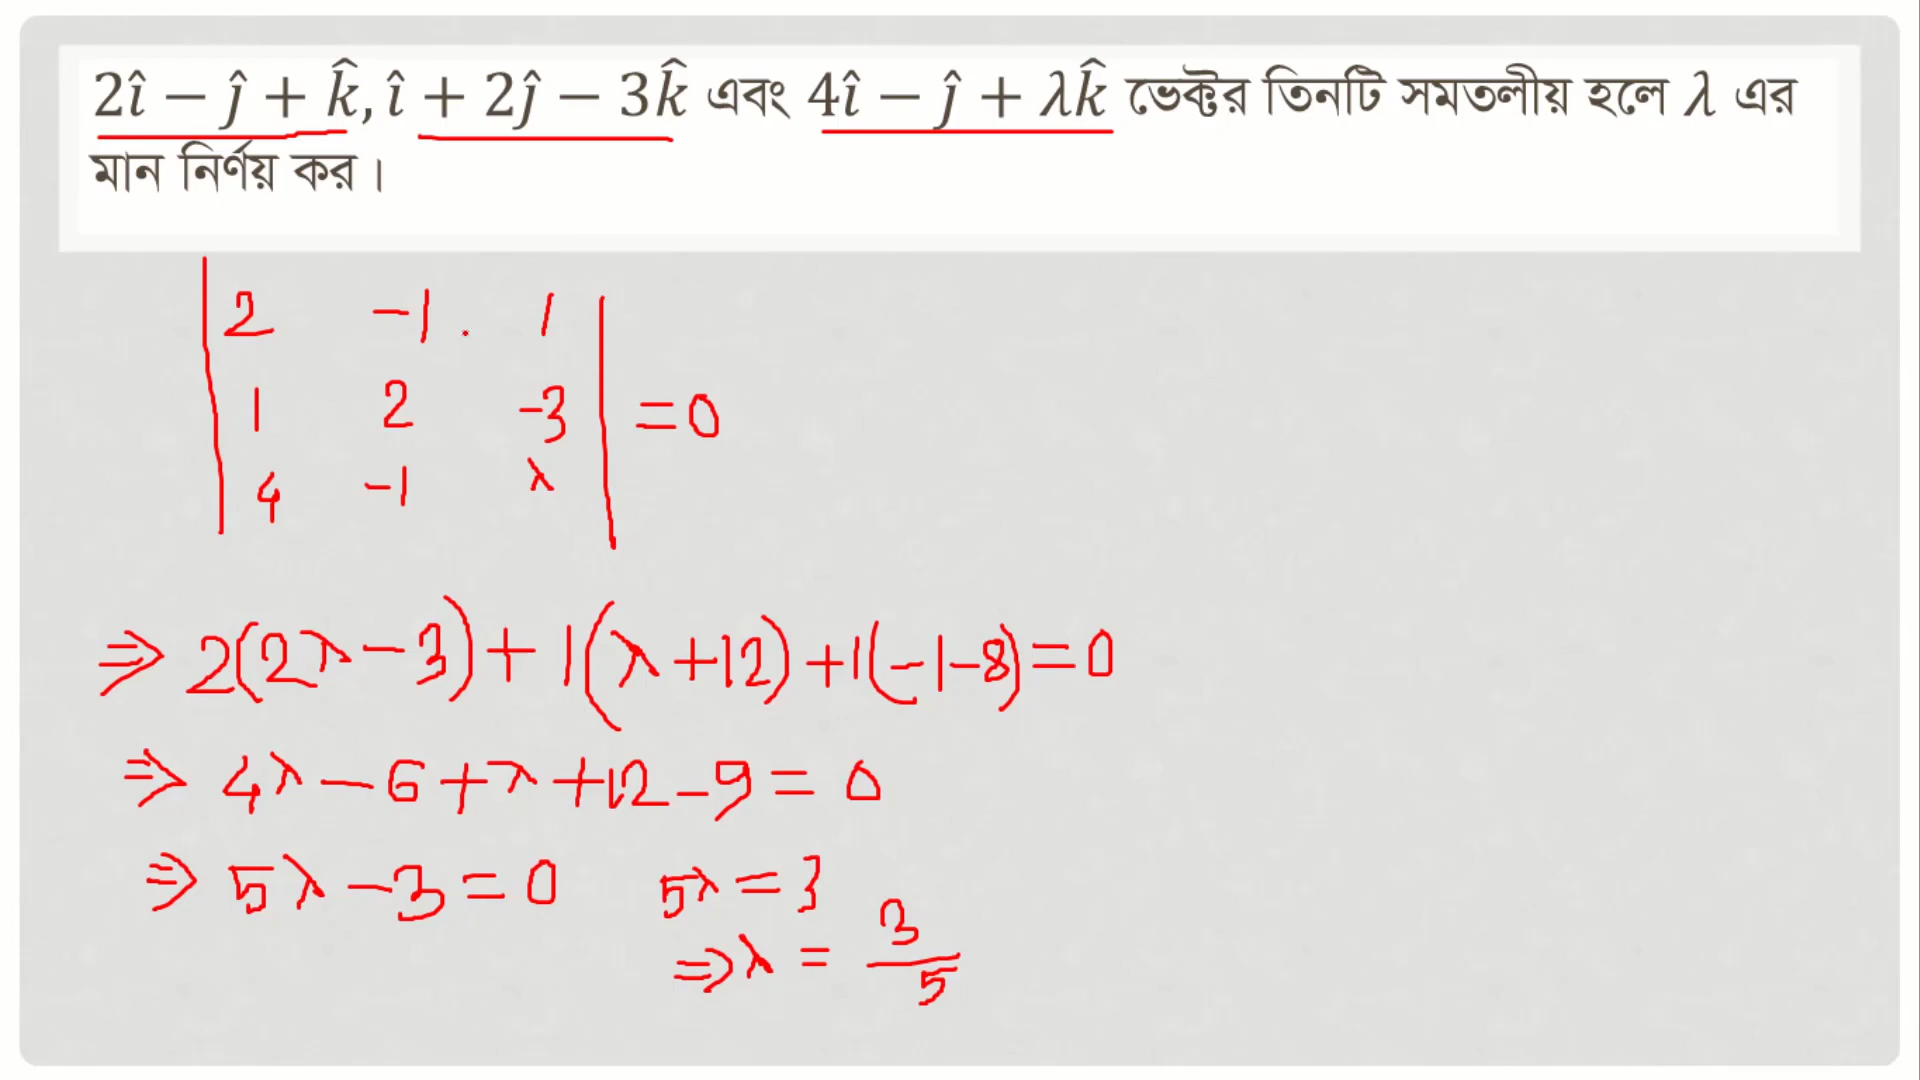 2î − ĵ + k̂, î + 2ĵ − 3k̂ এবং 4î − ĵ + λk̂ ভেক্টর তিনটি সমতলীয় হলে λ এর
মান নির্ণয় কর।
2 -1 . 1
1 2 -3 = 0
4 -1 λ
⇒ 2(2λ - 3) + 1(λ + 12) + 1(-1-8) = 0
⇒ 4λ - 6 + λ + 12 - 9 = 0
⇒ 5λ - 3 = 0 5λ = 3
⇒ λ = 3/5